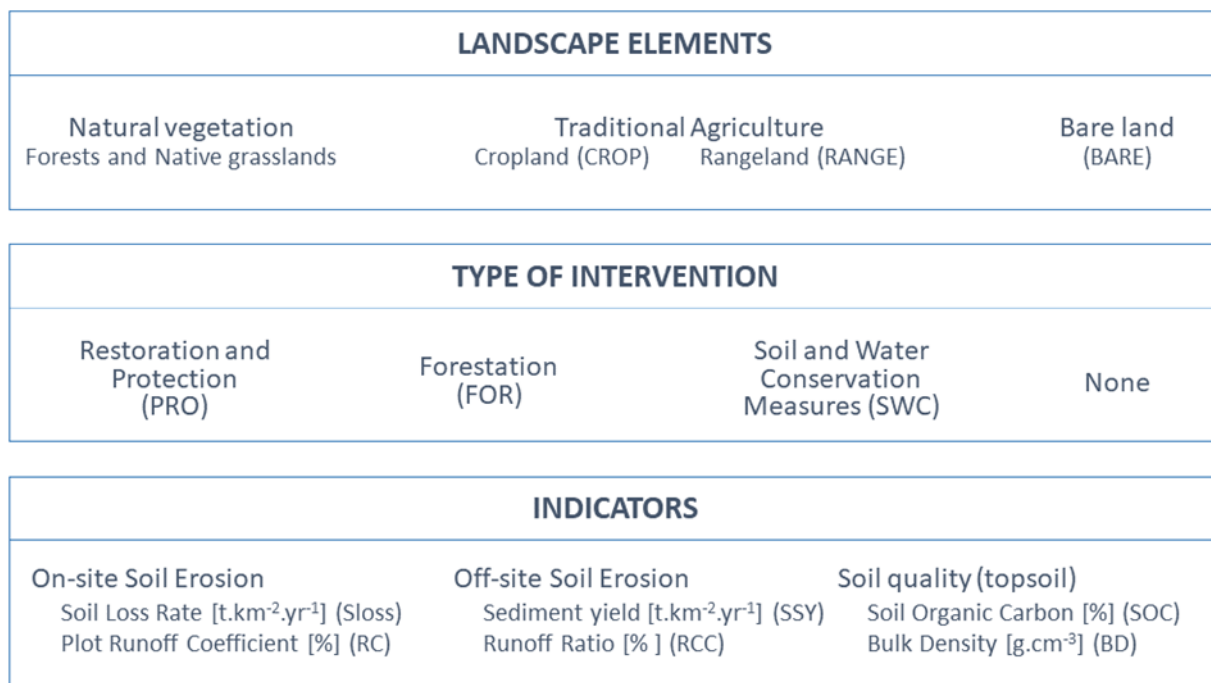 LANDSCAPE ELEMENTS
Natural vegetation
Forests and Native grasslands
Traditional Agriculture
Cropland (CROP) Rangeland (RANGE)
Bare land
(BARE)
TYPE OF INTERVENTION
Restoration and
Protection
(PRO)
Forestation
(FOR)
Soil and Water
Conservation
Measures (SWC)
None
INDICATORS
On-site Soil Erosion
Soil Loss Rate [t.km⁻².yr⁻¹] (Sloss)
Plot Runoff Coefficient [%] (RC)
Off-site Soil Erosion
Sediment yield [t.km⁻².yr⁻¹] (SSY)
Runoff Ratio [% ] (RCC)
Soil quality (topsoil)
Soil Organic Carbon [%] (SOC)
Bulk Density [g.cm⁻³] (BD)